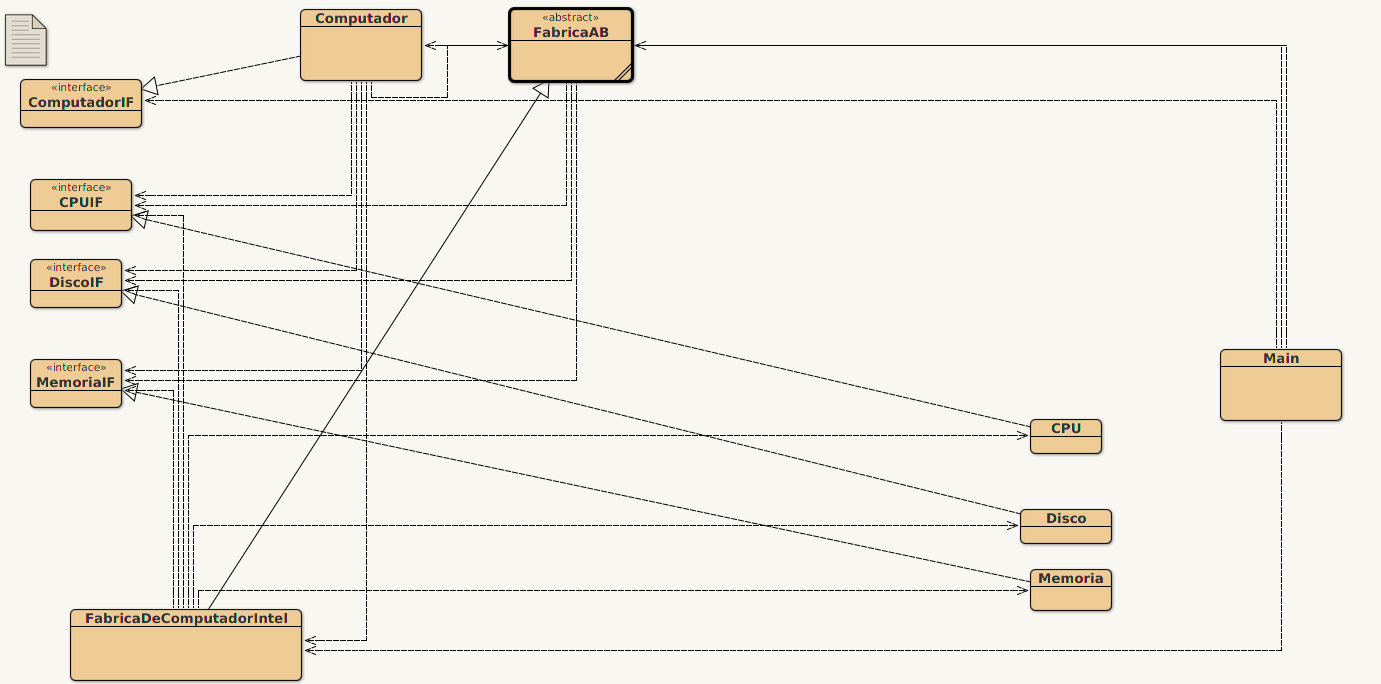 Computador
«abstract»
FabricaAB
«interface»
ComputadorIF
«interface»
CPUIF
«interface»
DiscoIF
«interface»
MemoriaIF
Main
CPU
Disco
Memoria
FabricaDeComputadorIntel